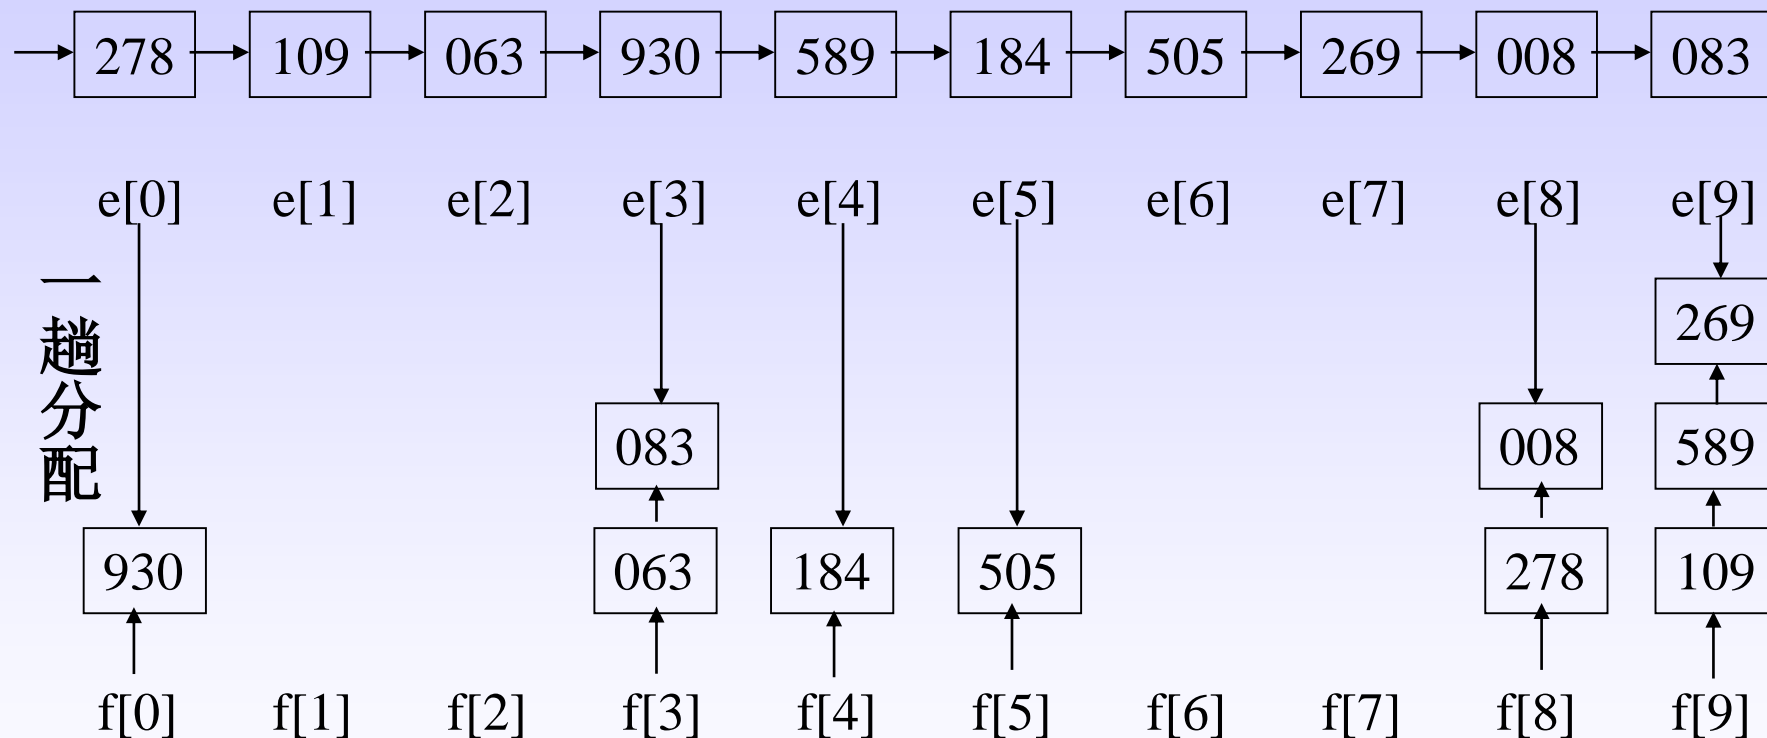 278 109 063 930 589 184 505 269 008 083
e[0] e[1] e[2] e[3] e[4] e[5] e[6] e[7] e[8] e[9]
一趟分配
269
083 008 589
930 063 184 505 278 109
f[0] f[1] f[2] f[3] f[4] f[5] f[6] f[7] f[8] f[9]